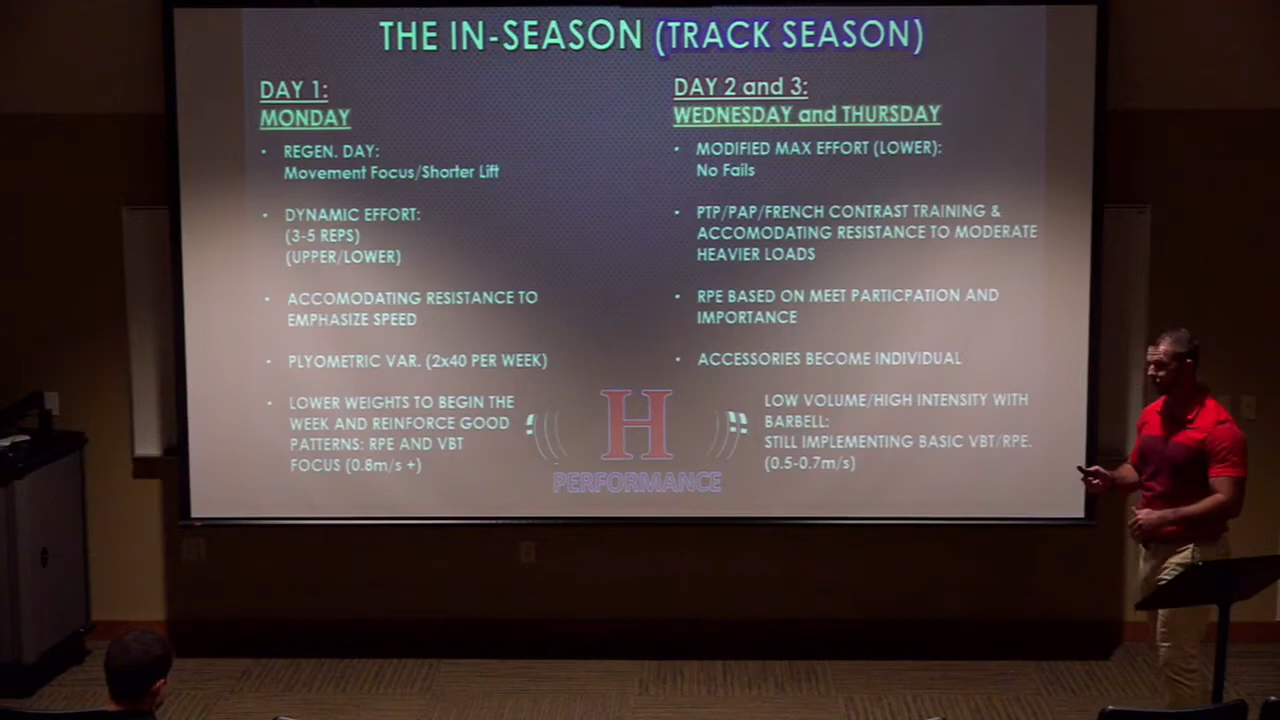 THE IN-SEASON (TRACK SEASON)
DAY 1:
MONDAY
• REGEN. DAY:
Movement Focus/Shorter Lift
• DYNAMIC EFFORT:
(3-5 REPS)
(UPPER/LOWER)
• ACCOMODATING RESISTANCE TO
EMPHASIZE SPEED
• PLYOMETRIC VAR. (2x40 PER WEEK)
• LOWER WEIGHTS TO BEGIN THE
WEEK AND REINFORCE GOOD
PATTERNS: RPE AND VBT
FOCUS (0.8m/s +)
DAY 2 and 3:
WEDNESDAY and THURSDAY
• MODIFIED MAX EFFORT (LOWER):
No Fails
• PTP/PAP/FRENCH CONTRAST TRAINING &
ACCOMODATING RESISTANCE TO MODERATE
HEAVIER LOADS
• RPE BASED ON MEET PARTICPATION AND
IMPORTANCE
• ACCESSORIES BECOME INDIVIDUAL
LOW VOLUME/HIGH INTENSITY WITH
BARBELL:
STILL IMPLEMENTING BASIC VBT/RPE.
(0.5-0.7m/s)
H
PERFORMANCE